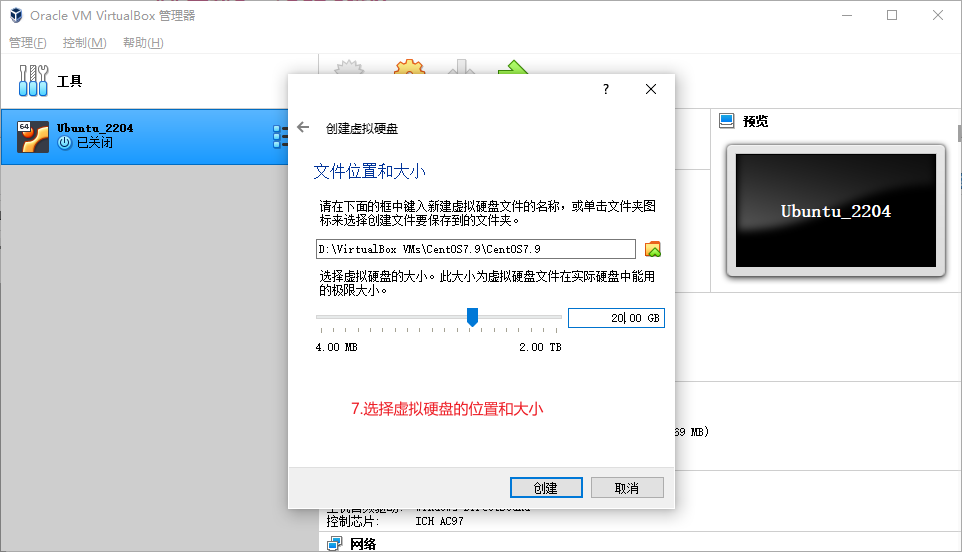 Oracle VM VirtualBox 管理器
管理(F) 控制(M) 帮助(H)
工具
64
Ubuntu_2204
已关闭
?
创建虚拟硬盘
文件位置和大小
请在下面的框中键入新建虚拟硬盘文件的名称，或单击文件夹图
标来选择创建文件要保存到的文件夹。
D:\VirtualBox VMs\CentOS7.9\CentOS7.9
选择虚拟硬盘的大小。此大小为虚拟硬盘文件在实际硬盘中能用
的极限大小。
20.00 GB
4.00 MB 2.00 TB
7.选择虚拟硬盘的位置和大小
创建 取消
预览
Ubuntu_2204
69 MB)
控制芯片: ICH AC97
网络